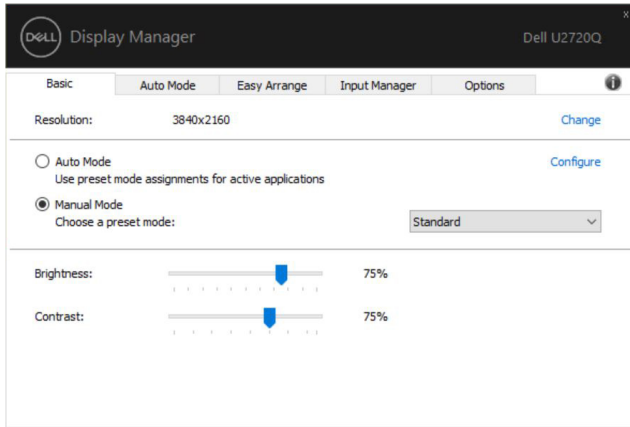 x
DELL Display Manager Dell U2720Q
Basic Auto Mode Easy Arrange Input Manager Options i
Resolution: 3840x2160 Change
Auto Mode Configure
Use preset mode assignments for active applications
Manual Mode
Choose a preset mode: Standard
Brightness: 75%
Contrast: 75%